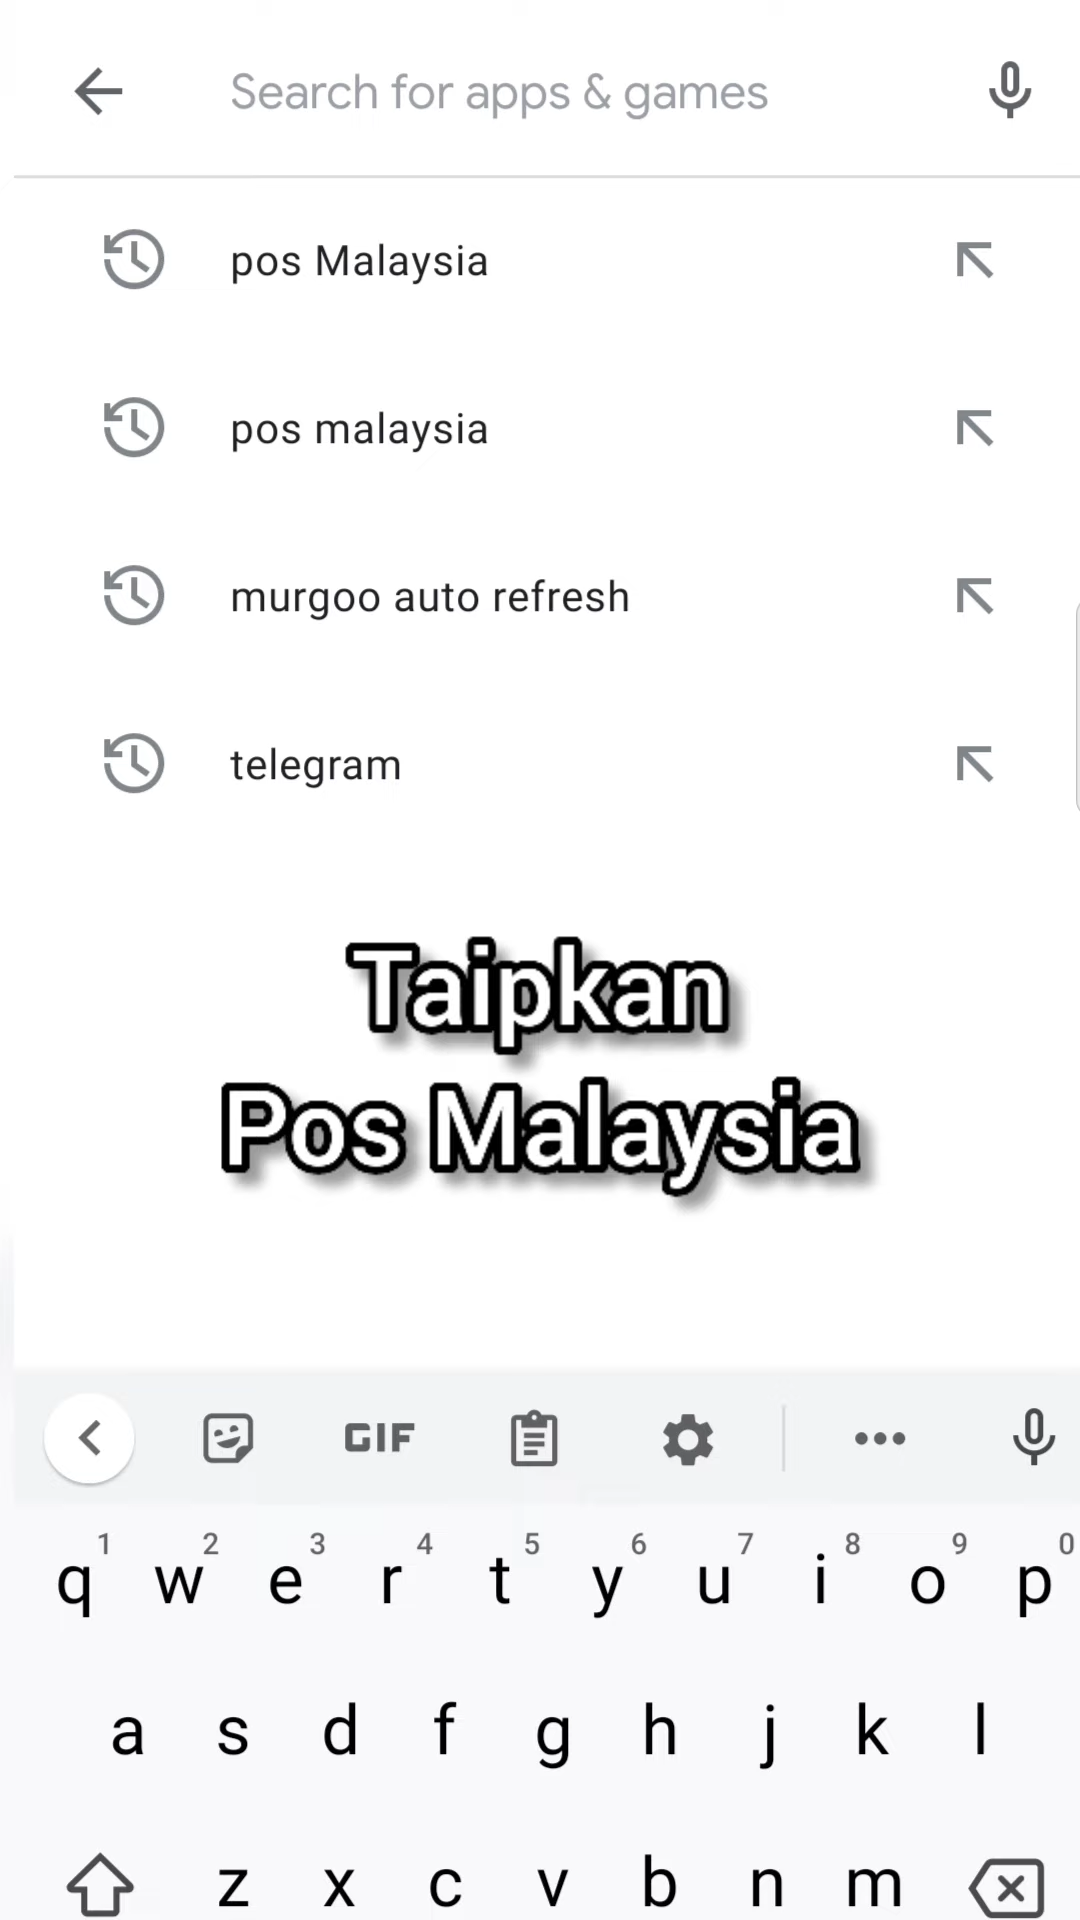 Search for apps & games
pos Malaysia
pos malaysia
murgoo auto refresh
telegram
Taipkan
Pos Malaysia
GIF
1 2 3 4 5 6 7 8 9 0
q w e r t y u i o p
a s d f g h j k l
z x c v b n m